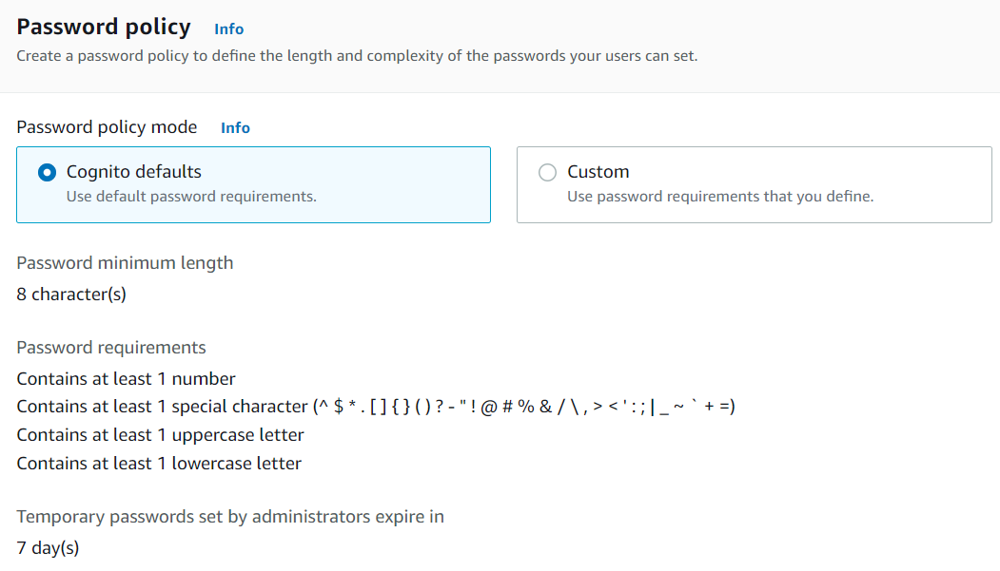 Password policy Info
Create a password policy to define the length and complexity of the passwords your users can set.
Password policy mode Info
Cognito defaults
Use default password requirements.
Custom
Use password requirements that you define.
Password minimum length
8 character(s)
Password requirements
Contains at least 1 number
Contains at least 1 special character (^ $ * . [ ] { } ( ) ? - " ! @ # % & / \ , > < ' : ; | _ ~ ` + =)
Contains at least 1 uppercase letter
Contains at least 1 lowercase letter
Temporary passwords set by administrators expire in
7 day(s)